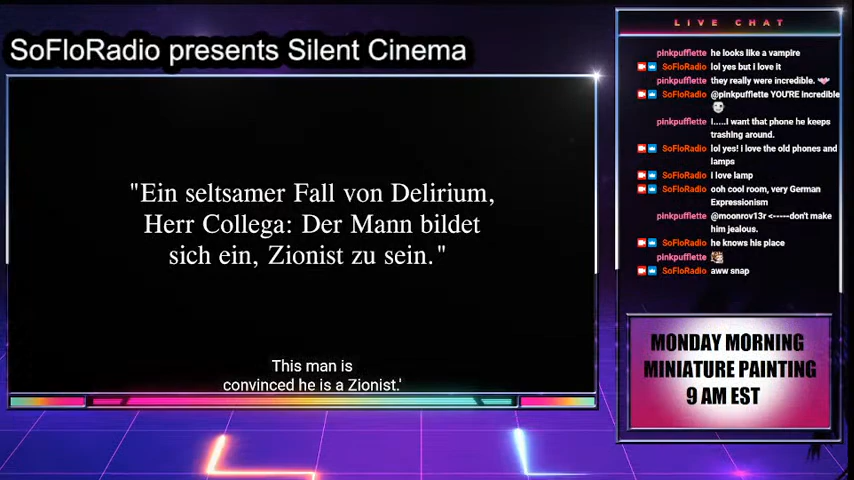 SoFloRadio presents Silent Cinema
"Ein seltsamer Fall von Delirium,
Herr Collega: Der Mann bildet
sich ein, Zionist zu sein."
This man is
convinced he is a Zionist.'
LIVE CHAT
pinkpufflette he looks like a vampire
SoFloRadio lol yes but i love it
pinkpufflette they really were incredible.
SoFloRadio @pinkpufflette YOU'RE incredible
pinkpufflette I.....I want that phone he keeps
trashing around.
SoFloRadio lol yes! i love the old phones and
lamps
SoFloRadio i love lamp
SoFloRadio ooh cool room, very German
Expressionism
pinkpufflette @moonrov13r <-----don't make
him jealous.
SoFloRadio he knows his place
pinkpufflette
SoFloRadio aww snap
MONDAY MORNING
MINIATURE PAINTING
9 AM EST